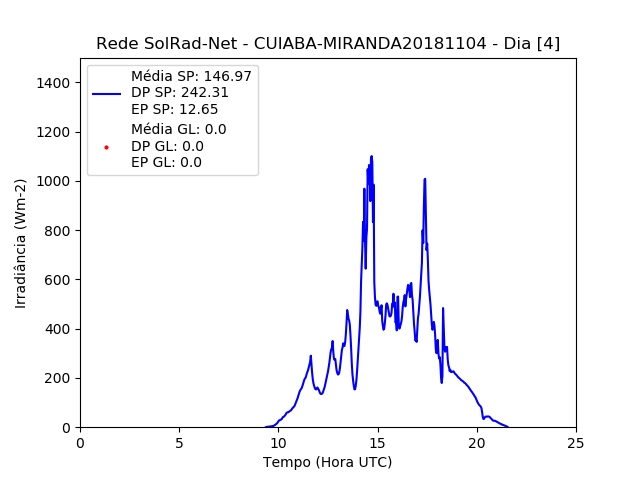 Rede SolRad-Net - CUIABA-MIRANDA20181104 - Dia [4]
Média SP: 146.97
DP SP: 242.31
EP SP: 12.65
Média GL: 0.0
DP GL: 0.0
EP GL: 0.0
1400
1200
1000
800
600
400
200
0
Irradiância (Wm-2)
0 5 10 15 20 25
Tempo (Hora UTC)